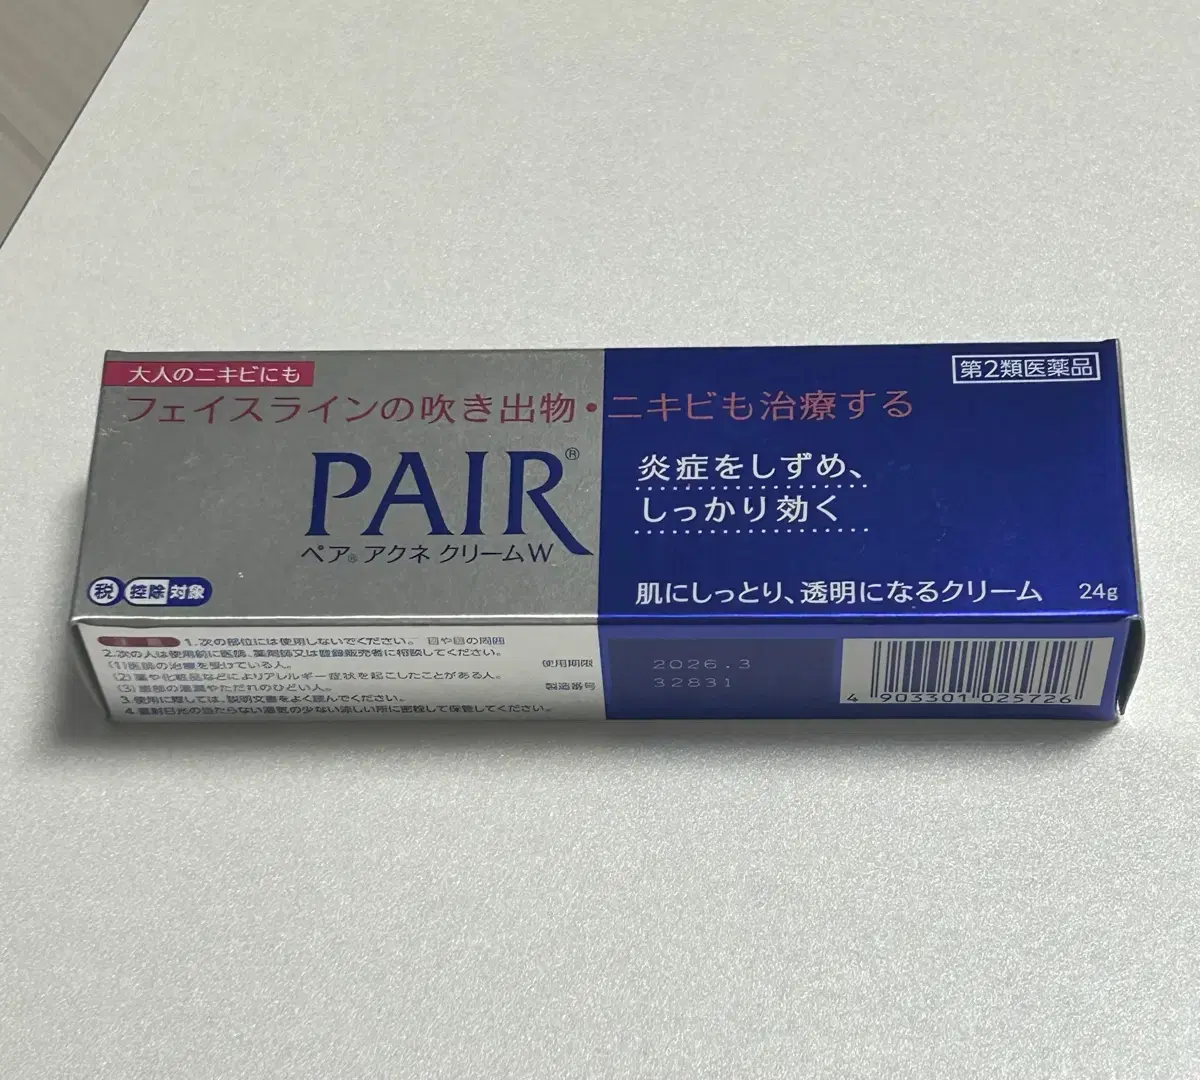 大人のニキビにも
第2類医薬品
フェイスラインの吹き出物・ニキビも治療する
PAIR®
ペア®アクネ クリームW
炎症をしずめ、
しっかり効く
税 控除対象
肌にしっとり、透明になるクリーム 24g
1.次の部位には使用しないでください。 目や目の周囲
2.次の人は使用前に医師、薬剤師又は登録販売者に相談してください。
(1)医師の治療を受けている人。
(2)薬や化粧品などによりアレルギー症状を起こしたことがある人。
(3)患部の湿潤やただれのひどい人。
3.使用に際しては、説明文書をよく読んでください。
4.直射日光の当たらない湿気の少ない涼しい所に密栓して保管してください。
使用期限 2026.3
製造番号 32831
4 903301 025726